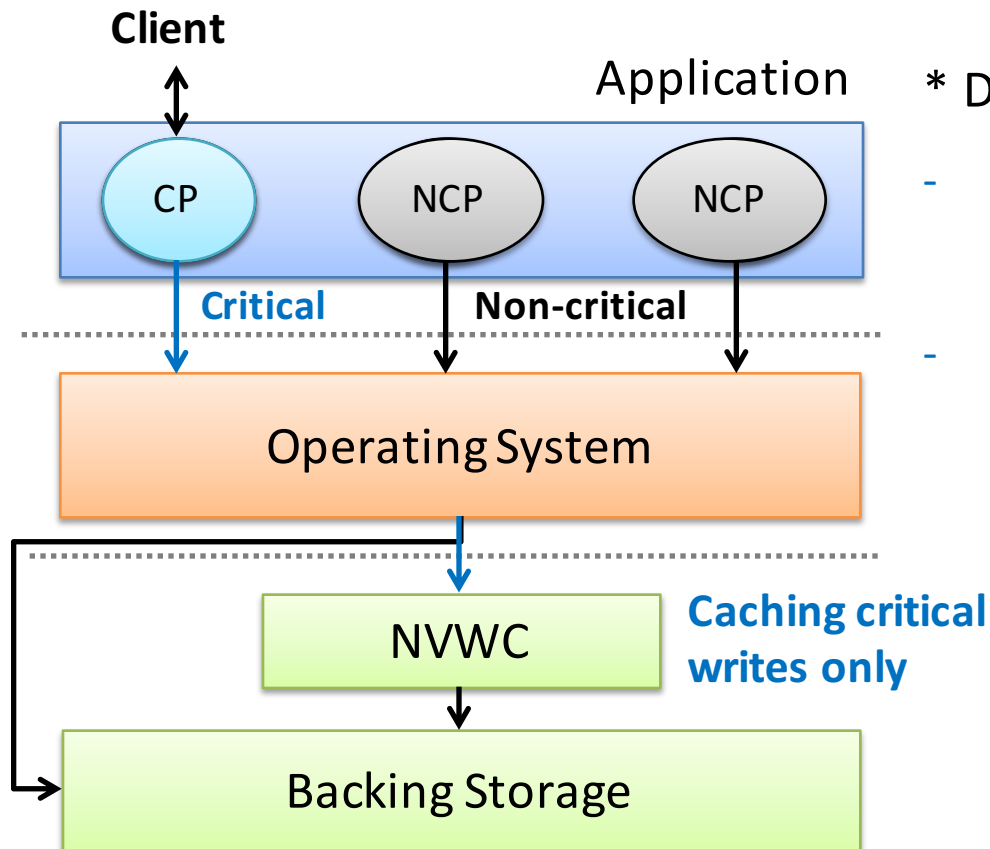 Client
Application
* D
CP
NCP
NCP
-
Critical
Non-critical
-
Operating System
NVWC
Caching critical
writes only
Backing Storage